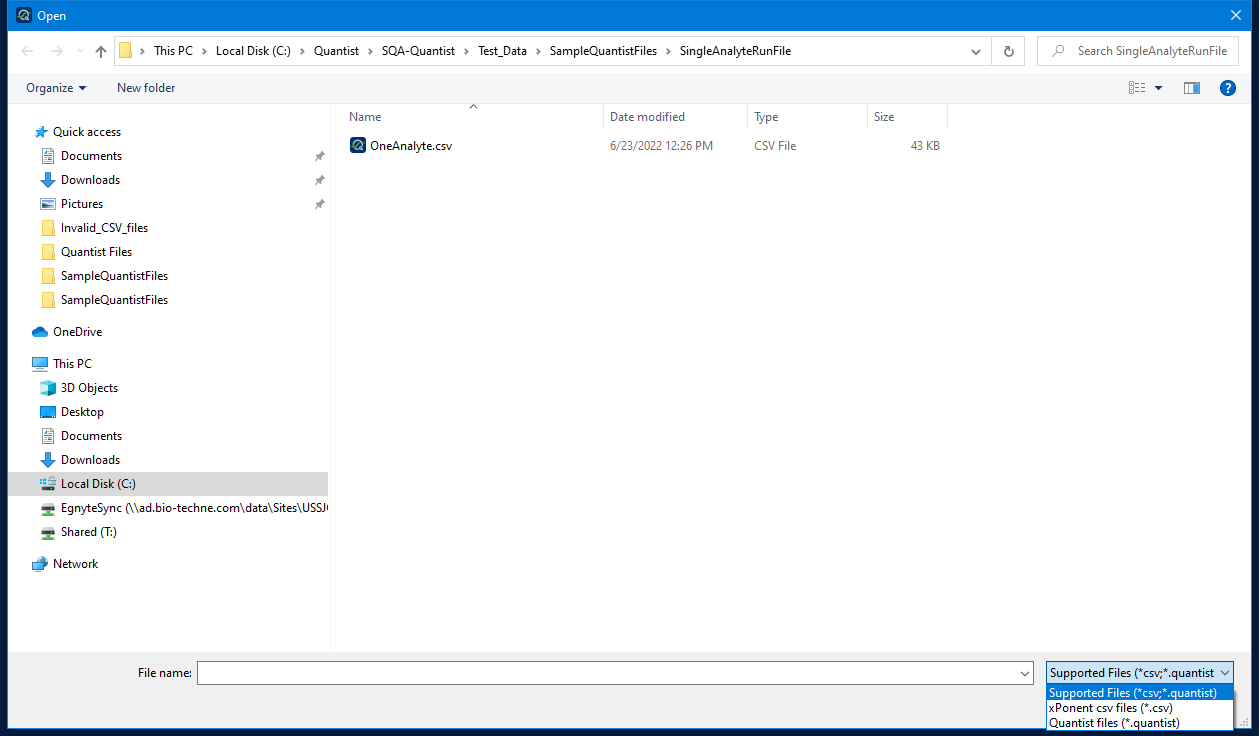 Open
This PC > Local Disk (C:) > Quantist > SQA-Quantist > Test_Data > SampleQuantistFiles > SingleAnalyteRunFile
Search SingleAnalyteRunFile
Organize
New folder
Name
Date modified
Type
Size
OneAnalyte.csv
6/23/2022 12:26 PM
CSV File
43 KB
Quick access
Documents
Downloads
Pictures
Invalid_CSV_files
Quantist Files
SampleQuantistFiles
SampleQuantistFiles
OneDrive
This PC
3D Objects
Desktop
Documents
Downloads
Local Disk (C:)
EgnyteSync (\\ad.bio-techne.com\data\Sites\USSJ
Shared (T:)
Network
File name:
Supported Files (*csv;*.quantist
Supported Files (*csv;*.quantist)
xPonent csv files (*.csv)
Quantist files (*.quantist)